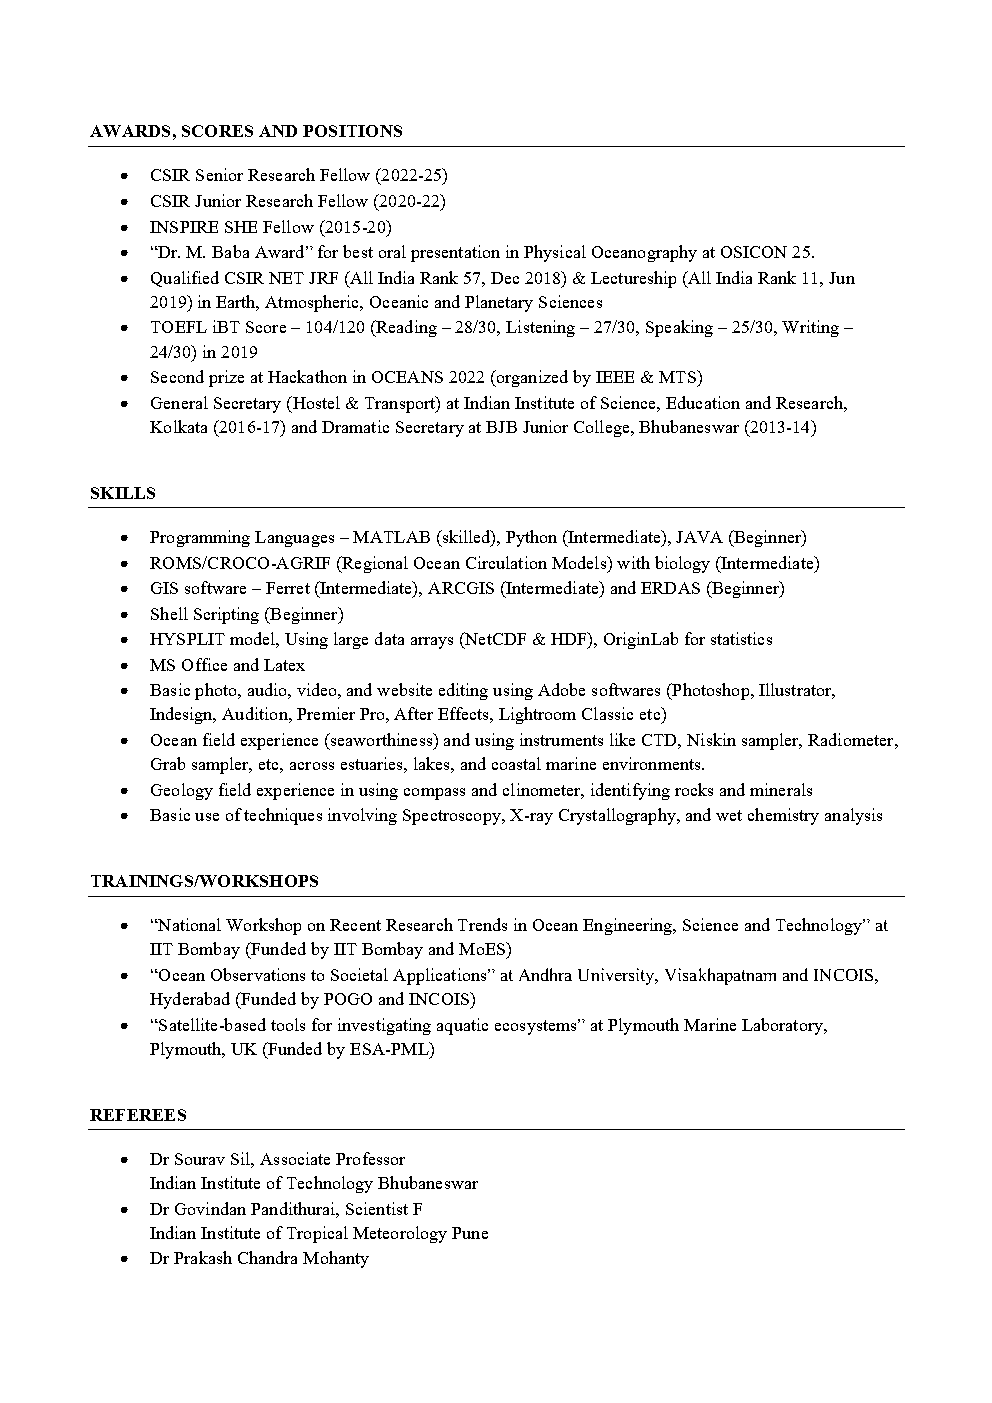 AWARDS, SCORES AND POSITIONS
• CSIR Senior Research Fellow (2022-25)
• CSIR Junior Research Fellow (2020-22)
• INSPIRE SHE Fellow (2015-20)
• “Dr. M. Baba Award” for best oral presentation in Physical Oceanography at OSICON 25.
• Qualified CSIR NET JRF (All India Rank 57, Dec 2018) & Lectureship (All India Rank 11, Jun
2019) in Earth, Atmospheric, Oceanic and Planetary Sciences
• TOEFL iBT Score – 104/120 (Reading – 28/30, Listening – 27/30, Speaking – 25/30, Writing –
24/30) in 2019
• Second prize at Hackathon in OCEANS 2022 (organized by IEEE & MTS)
• General Secretary (Hostel & Transport) at Indian Institute of Science, Education and Research,
Kolkata (2016-17) and Dramatic Secretary at BJB Junior College, Bhubaneswar (2013-14)
SKILLS
• Programming Languages – MATLAB (skilled), Python (Intermediate), JAVA (Beginner)
• ROMS/CROCO-AGRIF (Regional Ocean Circulation Models) with biology (Intermediate)
• GIS software – Ferret (Intermediate), ARCGIS (Intermediate) and ERDAS (Beginner)
• Shell Scripting (Beginner)
• HYSPLIT model, Using large data arrays (NetCDF & HDF), OriginLab for statistics
• MS Office and Latex
• Basic photo, audio, video, and website editing using Adobe softwares (Photoshop, Illustrator,
Indesign, Audition, Premier Pro, After Effects, Lightroom Classic etc)
• Ocean field experience (seaworthiness) and using instruments like CTD, Niskin sampler, Radiometer,
Grab sampler, etc, across estuaries, lakes, and coastal marine environments.
• Geology field experience in using compass and clinometer, identifying rocks and minerals
• Basic use of techniques involving Spectroscopy, X-ray Crystallography, and wet chemistry analysis
TRAININGS/WORKSHOPS
• “National Workshop on Recent Research Trends in Ocean Engineering, Science and Technology” at
IIT Bombay (Funded by IIT Bombay and MoES)
• “Ocean Observations to Societal Applications” at Andhra University, Visakhapatnam and INCOIS,
Hyderabad (Funded by POGO and INCOIS)
• “Satellite-based tools for investigating aquatic ecosystems” at Plymouth Marine Laboratory,
Plymouth, UK (Funded by ESA-PML)
REFEREES
• Dr Sourav Sil, Associate Professor
Indian Institute of Technology Bhubaneswar
• Dr Govindan Pandithurai, Scientist F
Indian Institute of Tropical Meteorology Pune
• Dr Prakash Chandra Mohanty